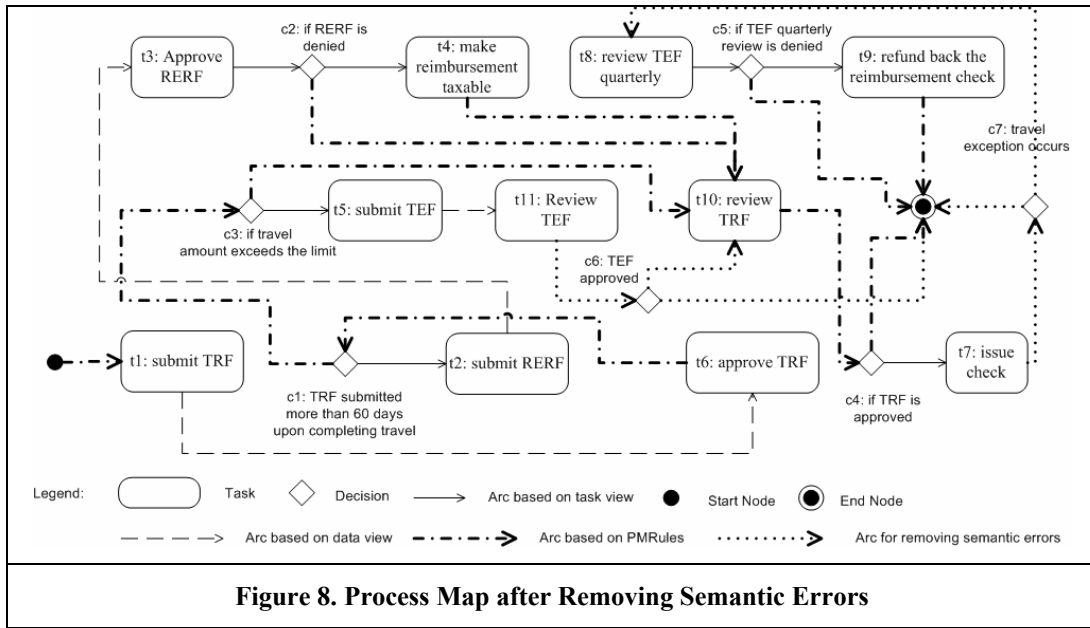 c2: if RERF is
denied
t3: Approve
RERF
t4: make
reimbursement
taxable
t8: review TEF
quarterly
c5: if TEF quarterly
review is denied
t9: refund back the
reimbursement check
c7: travel
exception occurs
t5: submit TEF
t11: Review
TEF
t10: review
TRF
c3: if travel
amount exceeds the limit
c6: TEF
approved
t1: submit TRF
t2: submit RERF
t6: approve TRF
t7: issue
check
c1: TRF submitted
more than 60 days
upon completing travel
c4: if TRF is
approved
Legend:
Task
Decision
Arc based on task view
Start Node
End Node
Arc based on data view
Arc based on PMRules
Arc for removing semantic errors
Figure 8. Process Map after Removing Semantic Errors